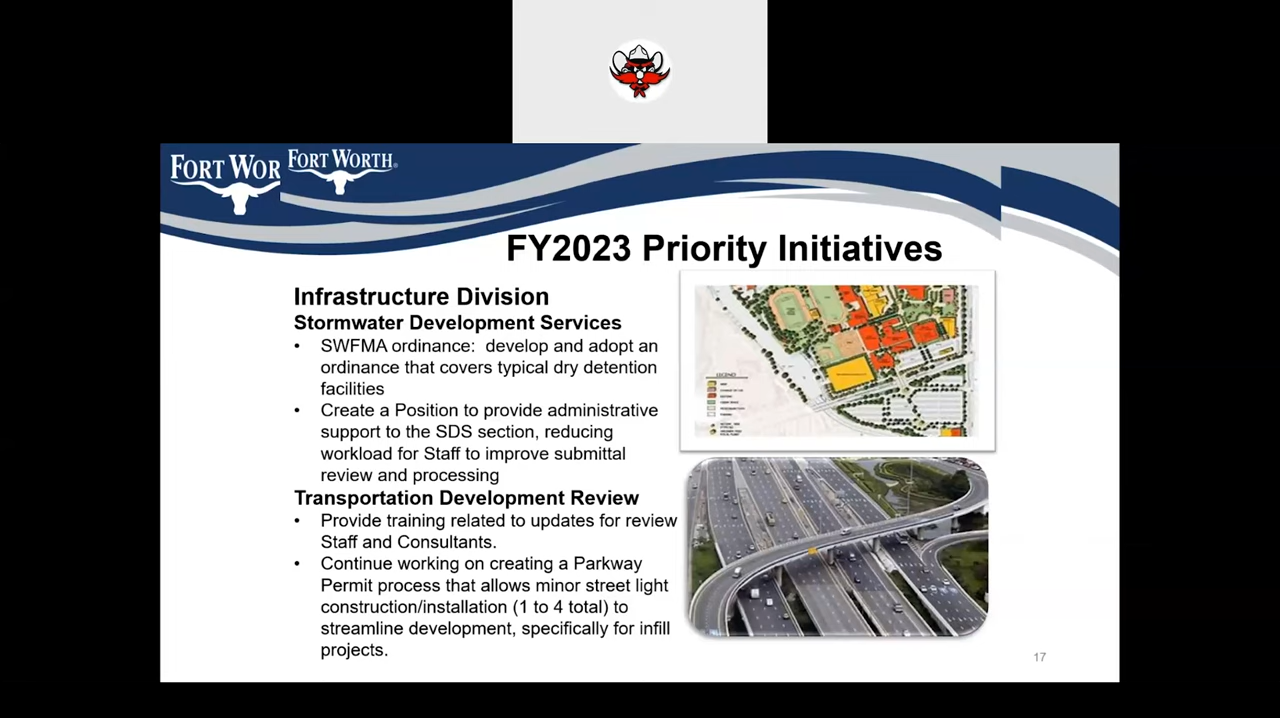 FORT WOR
FORT WORTH®
FY2023 Priority Initiatives
Infrastructure Division
Stormwater Development Services
• SWFMA ordinance: develop and adopt an
ordinance that covers typical dry detention
facilities
• Create a Position to provide administrative
support to the SDS section, reducing
workload for Staff to improve submittal
review and processing
Transportation Development Review
• Provide training related to updates for review
Staff and Consultants.
• Continue working on creating a Parkway
Permit process that allows minor street light
construction/installation (1 to 4 total) to
streamline development, specifically for infill
projects.
LEGEND
17